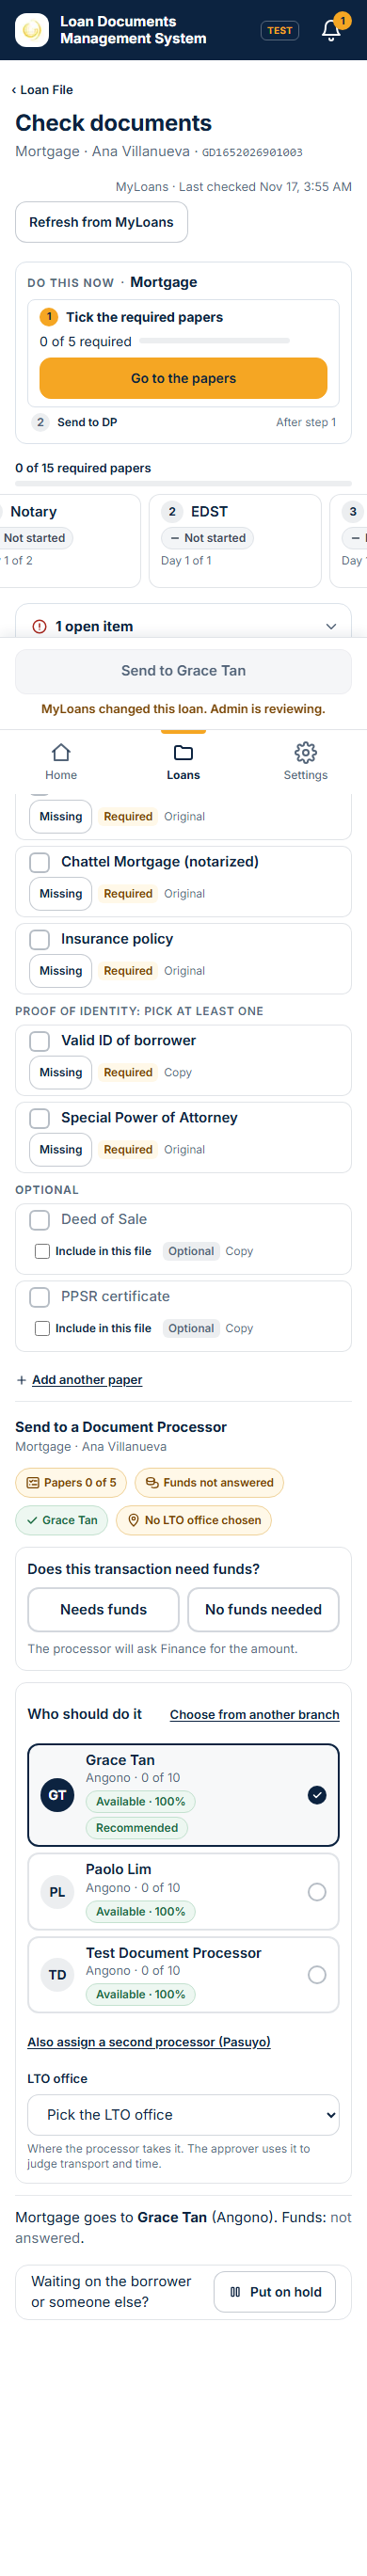 Loan Documents
Management System
TEST
1
‹ Loan File
Check documents
Mortgage · Ana Villanueva · GD1652026901003
MyLoans · Last checked Nov 17, 3:55 AM
Refresh from MyLoans
DO THIS NOW · Mortgage
1 Tick the required papers
0 of 5 required
Go to the papers
2 Send to DP After step 1
0 of 15 required papers
Notary
Not started
1 of 2
2 EDST
Not started
Day 1 of 1
3
Day
1 open item
Send to Grace Tan
MyLoans changed this loan. Admin is reviewing.
Home Loans Settings
Missing Required Original
Chattel Mortgage (notarized)
Missing Required Original
Insurance policy
Missing Required Original
PROOF OF IDENTITY: PICK AT LEAST ONE
Valid ID of borrower
Missing Required Copy
Special Power of Attorney
Missing Required Original
OPTIONAL
Deed of Sale
Include in this file Optional Copy
PPSR certificate
Include in this file Optional Copy
+ Add another paper
Send to a Document Processor
Mortgage · Ana Villanueva
Papers 0 of 5 Funds not answered
Grace Tan No LTO office chosen
Does this transaction need funds?
Needs funds No funds needed
The processor will ask Finance for the amount.
Who should do it Choose from another branch
GT
Grace Tan
Angono · 0 of 10
Available · 100%
Recommended
PL
Paolo Lim
Angono · 0 of 10
Available · 100%
TD
Test Document Processor
Angono · 0 of 10
Available · 100%
Also assign a second processor (Pasuyo)
LTO office
Pick the LTO office
Where the processor takes it. The approver uses it to
judge transport and time.
Mortgage goes to Grace Tan (Angono). Funds: not
answered.
Waiting on the borrower
or someone else?
Put on hold